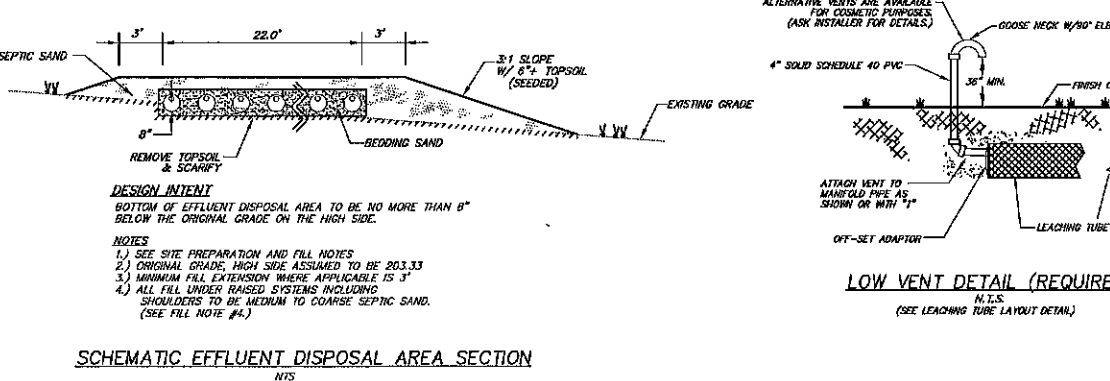 3'
22.0'
3'
SEPTIC SAND
3:1 SLOPE
W/ 6"+ TOPSOIL
(SEEDED)
EXISTING GRADE
8"
BEDDING SAND
REMOVE TOPSOIL
& SCARIFY
DESIGN INTENT
BOTTOM OF EFFLUENT DISPOSAL AREA TO BE NO MORE THAN 8"
BELOW THE ORIGINAL GRADE ON THE HIGH SIDE.
NOTES
1.) SEE SITE PREPARATION AND FILL NOTES
2.) ORIGINAL GRADE, HIGH SIDE ASSUMED TO BE 203.33
3.) MINIMUM FILL EXTENSION WHERE APPLICABLE IS 3'
4.) ALL FILL UNDER RAISED SYSTEMS INCLUDING
SHOULDERS TO BE MEDIUM TO COARSE SEPTIC SAND.
(SEE FILL NOTE #4.)
SCHEMATIC EFFLUENT DISPOSAL AREA SECTION
NTS
ALTERNATIVE VENTS ARE AVAILABLE
FOR COSMETIC PURPOSES.
(ASK INSTALLER FOR DETAILS.)
GOOSE NECK W/90° ELB
4" SOLID SCHEDULE 40 PVC
36" MIN.
FINISH
ATTACH VENT TO
MANIFOLD PIPE AS
SHOWN OR WITH "T"
OFF-SET ADAPTOR
LEACHING TUBE
LOW VENT DETAIL (REQUIRE
N.T.S.
(SEE LEACHING TUBE LAYOUT DETAIL)